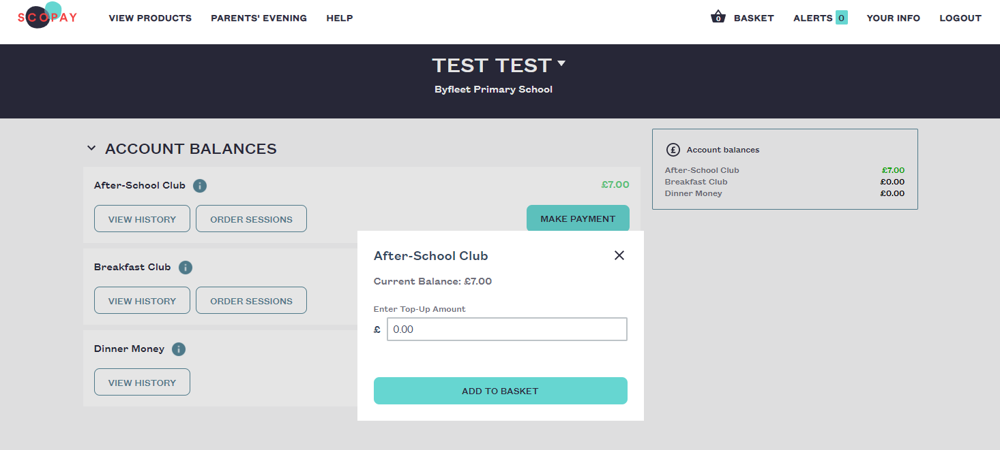 SCOPAY VIEW PRODUCTS PARENTS' EVENING HELP 0 BASKET ALERTS 0 YOUR INFO LOGOUT
TEST TEST
Byfleet Primary School
ACCOUNT BALANCES
After-School Club i £7.00
VIEW HISTORY ORDER SESSIONS MAKE PAYMENT
Breakfast Club i
VIEW HISTORY ORDER SESSIONS
Dinner Money i
VIEW HISTORY
After-School Club
Current Balance: £7.00
Enter Top-Up Amount
£ 0.00
ADD TO BASKET
£ Account balances
After-School Club £7.00
Breakfast Club £0.00
Dinner Money £0.00